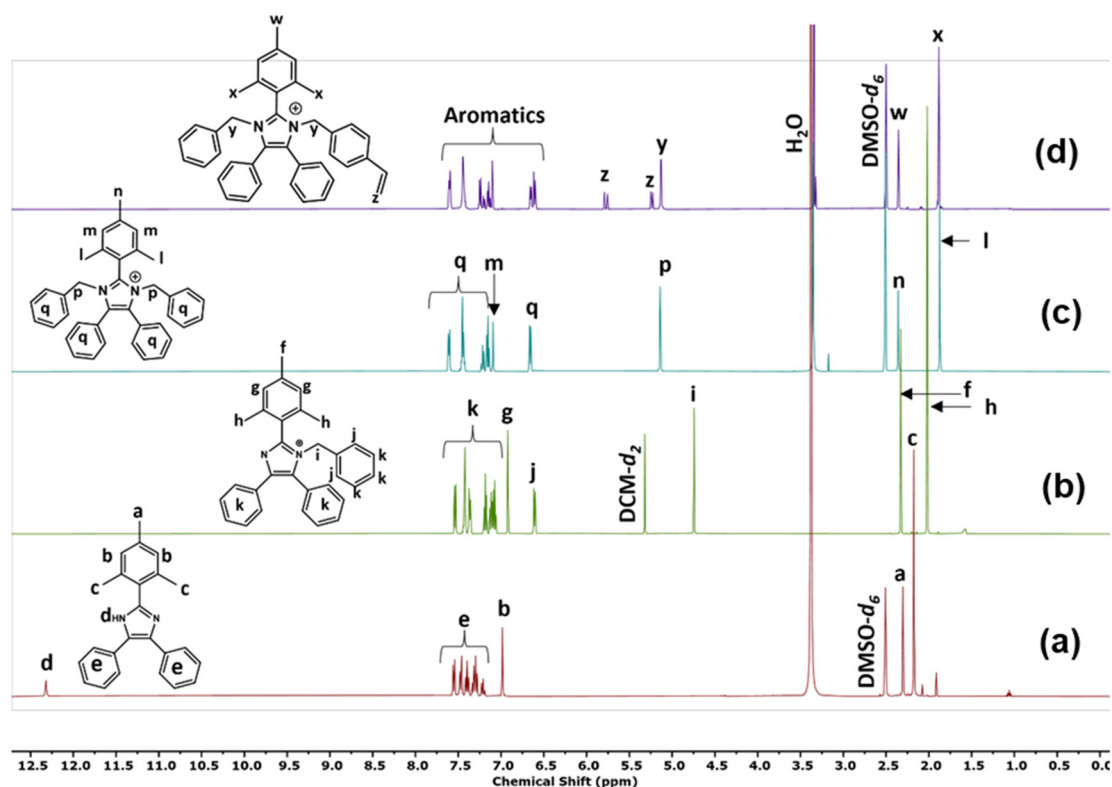 w
x x
⊕
N N
y y
z
Aromatics
z z y
H₂O
DMSO-d₆
w
x
(d)
n
m m
l l
⊕
N N
p p
q q
q q
q m q
p
n
l
(c)
f
g g
h h
⊕
N N
i j
k
k
j
k
k k
k g
j
DCM-d₂
i
f
h
(b)
a
b b
c c
d HN N
e e
d
e b
DMSO-d₆
a
c
(a)
12.5 12.0 11.5 11.0 10.5 10.0 9.5 9.0 8.5 8.0 7.5 7.0 6.5 6.0 5.5 5.0 4.5 4.0 3.5 3.0 2.5 2.0 1.5 1.0 0.5 0.0
Chemical Shift (ppm)